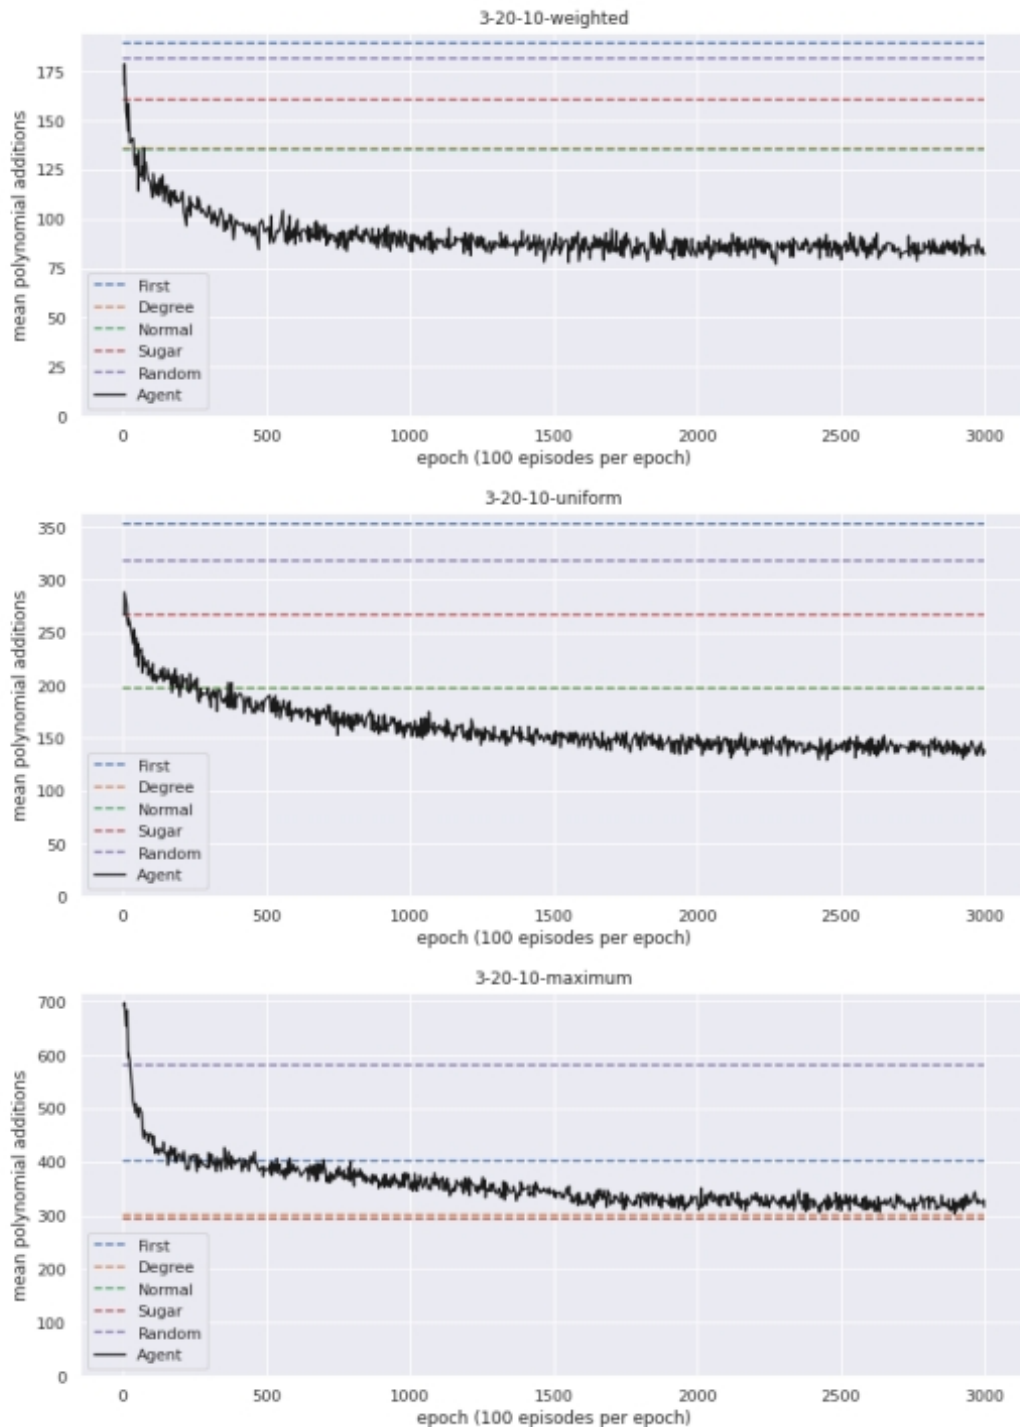 3-20-10-weighted
mean polynomial additions
175
150
125
100
75
50
25
0
First
Degree
Normal
Sugar
Random
Agent
0 500 1000 1500 2000 2500 3000
epoch (100 episodes per epoch)
3-20-10-uniform
mean polynomial additions
350
300
250
200
150
100
50
0
First
Degree
Normal
Sugar
Random
Agent
0 500 1000 1500 2000 2500 3000
epoch (100 episodes per epoch)
3-20-10-maximum
mean polynomial additions
700
600
500
400
300
200
100
0
First
Degree
Normal
Sugar
Random
Agent
0 500 1000 1500 2000 2500 3000
epoch (100 episodes per epoch)